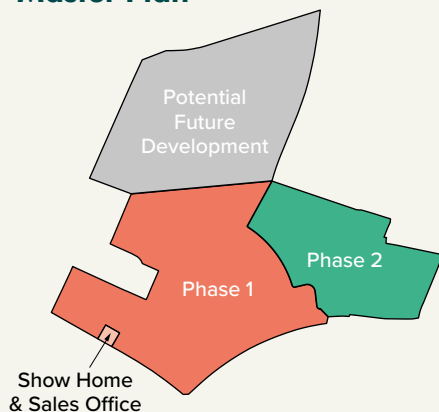 Master Plan
Potential
Future
Development
Phase 1
Phase 2
Show Home
& Sales Office